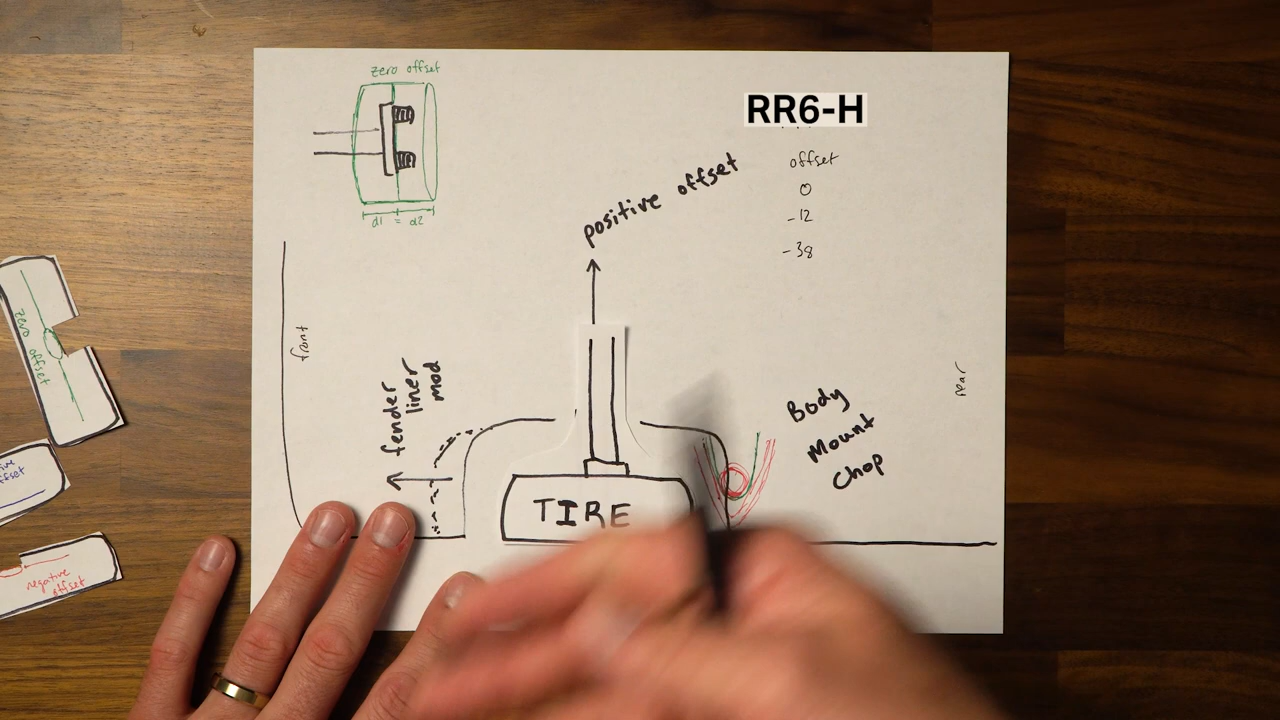 zero offset
d1 = d2
RR6-H
offset
0
-12
-38
positive offset
front
fender
liner
mod
Body
Mount
Chop
rear
TIRE
zero offset
offset
negative
offset